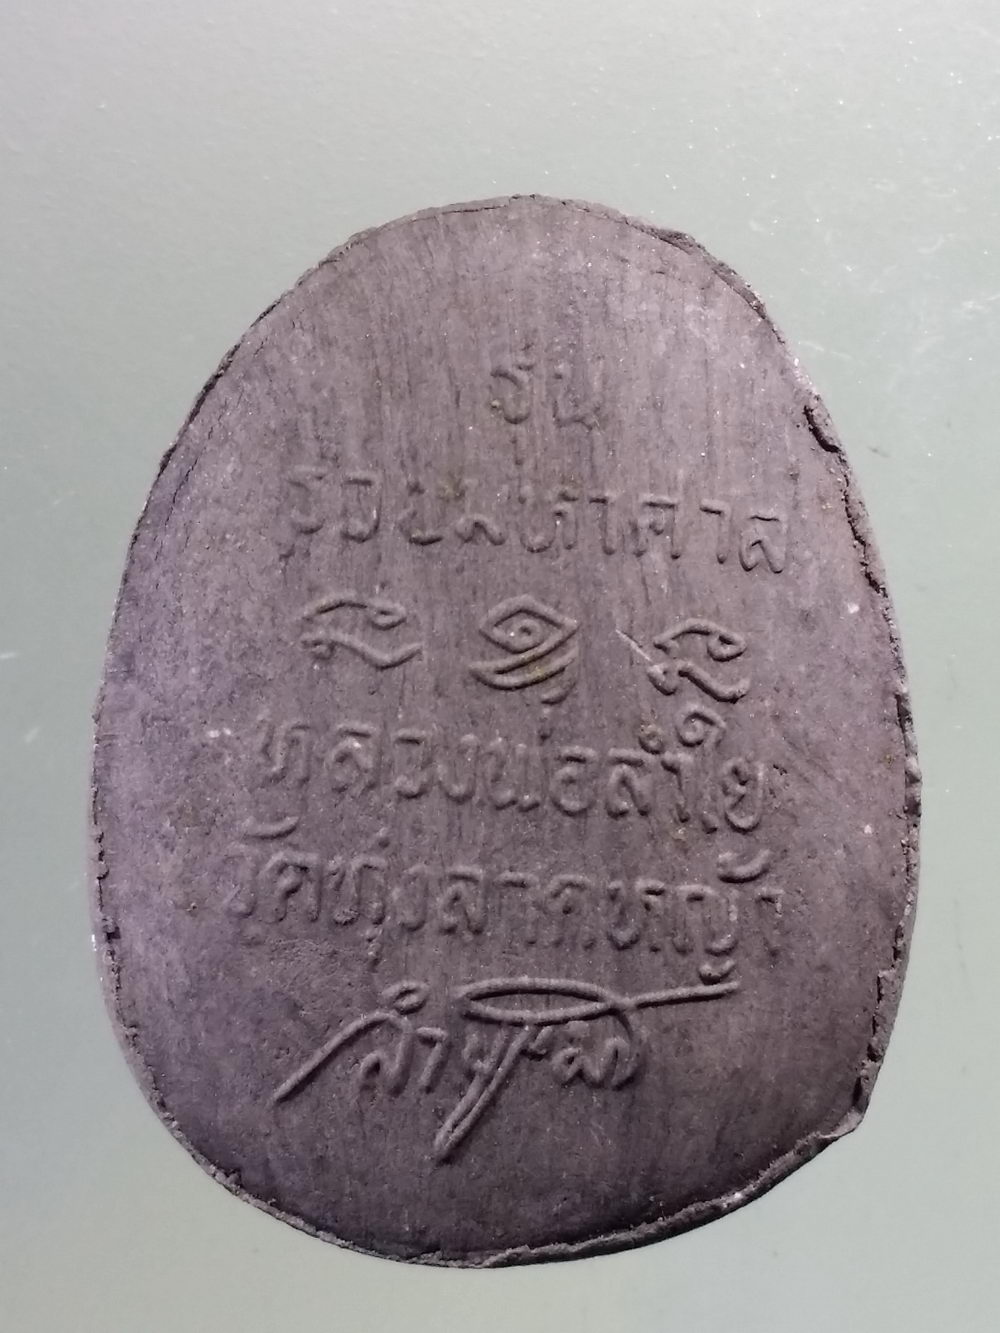 รุ่น
รวยมหาศาล
หลวงพ่อลำใย
วัดทุ่งลาดหญ้า